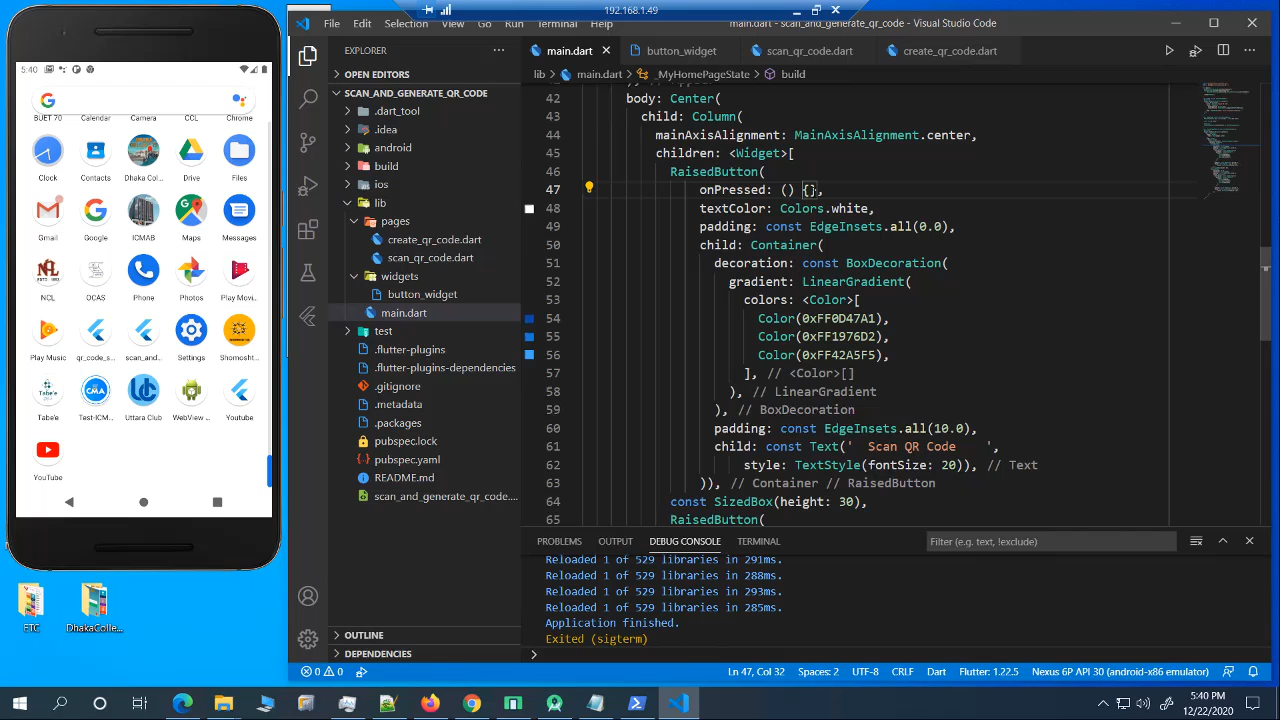 192.168.1.49
File Edit Selection View Go Run Terminal
main.dart - scan_and_generate_qr_code - Visual Studio Code
5:40
BUET 70 Calendar Camera CCL Chrome
Clock Contacts Dhaka Col... Drive Files
Gmail Google ICMAB Maps Messages
NCL OCAS Phone Photos Play Movi...
Play Music qr_code_s... scan_and... Settings Shomosht...
Tabe'e Test-ICM... Uttara Club WebView ... Youtube
YouTube
ETC DhakaColle...
EXPLORER
OPEN EDITORS
SCAN_AND_GENERATE_QR_CODE
.dart_tool
.idea
android
build
ios
lib
pages
create_qr_code.dart
scan_qr_code.dart
widgets
button_widget
main.dart
test
.flutter-plugins
.flutter-plugins-dependencies
.gitignore
.metadata
.packages
pubspec.lock
pubspec.yaml
README.md
scan_and_generate_qr_code....
OUTLINE
DEPENDENCIES
main.dart button_widget scan_qr_code.dart create_qr_code.dart
lib > main.dart > _MyHomePageState > build
42 body: Center(
43 child: Column(
44 mainAxisAlignment: MainAxisAlignment.center,
45 children: <Widget>[
46 RaisedButton(
47 onPressed: () {},
48 textColor: Colors.white,
49 padding: const EdgeInsets.all(0.0),
50 child: Container(
51 decoration: const BoxDecoration(
52 gradient: LinearGradient(
53 colors: <Color>[
54 Color(0xFF0D47A1),
55 Color(0xFF1976D2),
56 Color(0xFF42A5F5),
57 ], // <Color>[]
58 ), // LinearGradient
59 ), // BoxDecoration
60 padding: const EdgeInsets.all(10.0),
61 child: const Text('  Scan QR Code    ',
62 style: TextStyle(fontSize: 20)), // Text
63 )), // Container // RaisedButton
64 const SizedBox(height: 30),
65 RaisedButton(
PROBLEMS OUTPUT DEBUG CONSOLE TERMINAL Filter (e.g. text, !exclude)
Reloaded 1 of 529 libraries in 291ms.
Reloaded 1 of 529 libraries in 288ms.
Reloaded 1 of 529 libraries in 293ms.
Reloaded 1 of 529 libraries in 285ms.
Application finished.
Exited (sigterm)
0 0 Ln 47, Col 32 Spaces: 2 UTF-8 CRLF Dart Flutter: 1.22.5 Nexus 6P API 30 (android-x86 emulator)
5:40 PM
12/22/2020